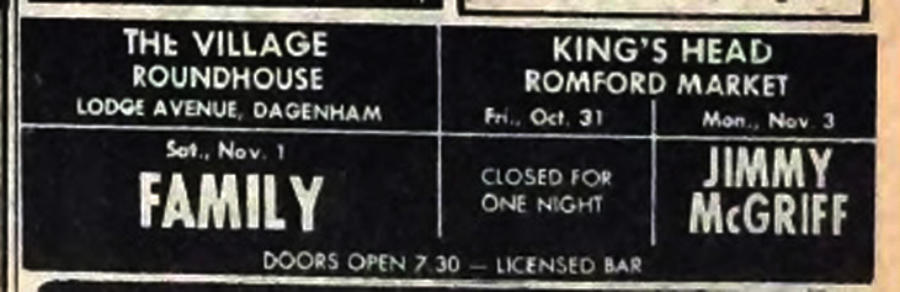 THE VILLAGE
ROUNDHOUSE
LODGE AVENUE, DAGENHAM
Sat., Nov. 1
FAMILY
KING'S HEAD
ROMFORD MARKET
Fri., Oct. 31
CLOSED FOR
ONE NIGHT
Mon., Nov. 3
JIMMY
McGRIFF
DOORS OPEN 7.30 — LICENSED BAR